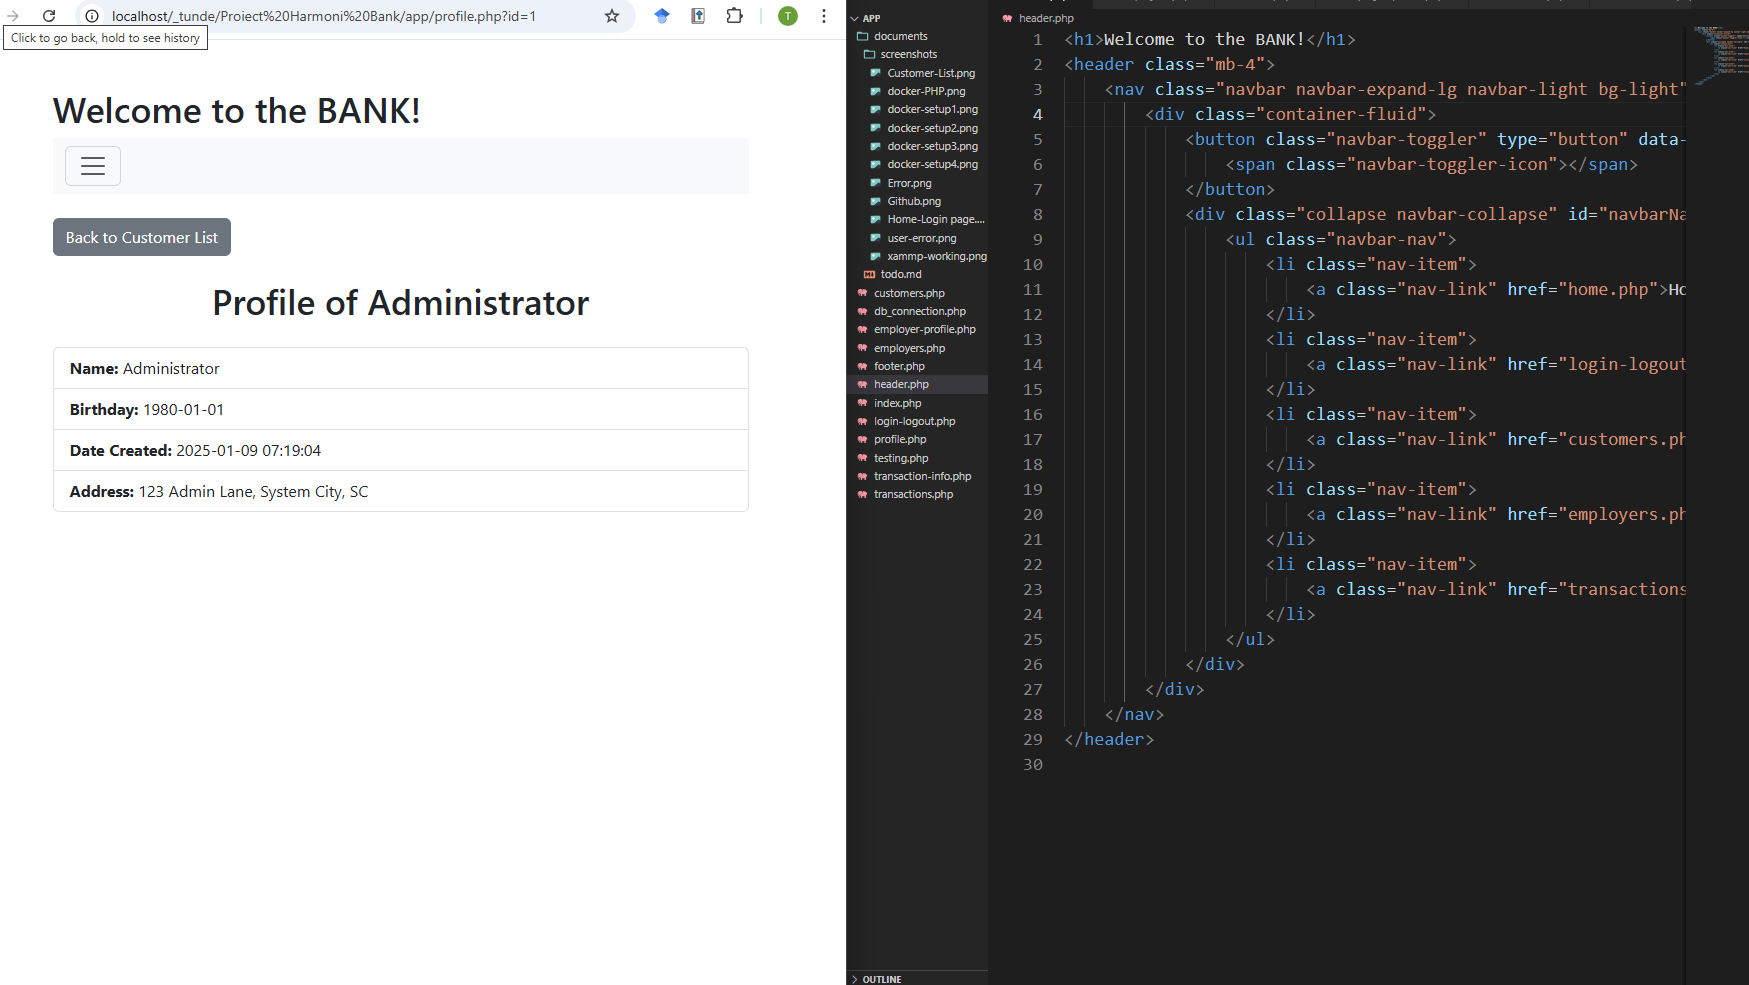 localhost/_tunde/Project%20Harmoni%20Bank/app/profile.php?id=1
T
Click to go back, hold to see history
Welcome to the BANK!
Back to Customer List
Profile of Administrator
Name: Administrator
Birthday: 1980-01-01
Date Created: 2025-01-09 07:19:04
Address: 123 Admin Lane, System City, SC
APP
documents
screenshots
Customer-List.png
docker-PHP.png
docker-setup1.png
docker-setup2.png
docker-setup3.png
docker-setup4.png
Error.png
Github.png
Home-Login page....
user-error.png
xammp-working.png
todo.md
customers.php
db_connection.php
employer-profile.php
employers.php
footer.php
header.php
index.php
login-logout.php
profile.php
testing.php
transaction-info.php
transactions.php
OUTLINE
header.php
1 <h1>Welcome to the BANK!</h1>
2 <header class="mb-4">
3 <nav class="navbar navbar-expand-lg navbar-light bg-light"
4 <div class="container-fluid">
5 <button class="navbar-toggler" type="button" data-
6 <span class="navbar-toggler-icon"></span>
7 </button>
8 <div class="collapse navbar-collapse" id="navbarNa
9 <ul class="navbar-nav">
10 <li class="nav-item">
11 <a class="nav-link" href="home.php">Ho
12 </li>
13 <li class="nav-item">
14 <a class="nav-link" href="login-logout
15 </li>
16 <li class="nav-item">
17 <a class="nav-link" href="customers.ph
18 </li>
19 <li class="nav-item">
20 <a class="nav-link" href="employers.ph
21 </li>
22 <li class="nav-item">
23 <a class="nav-link" href="transactions
24 </li>
25 </ul>
26 </div>
27 </div>
28 </nav>
29 </header>
30